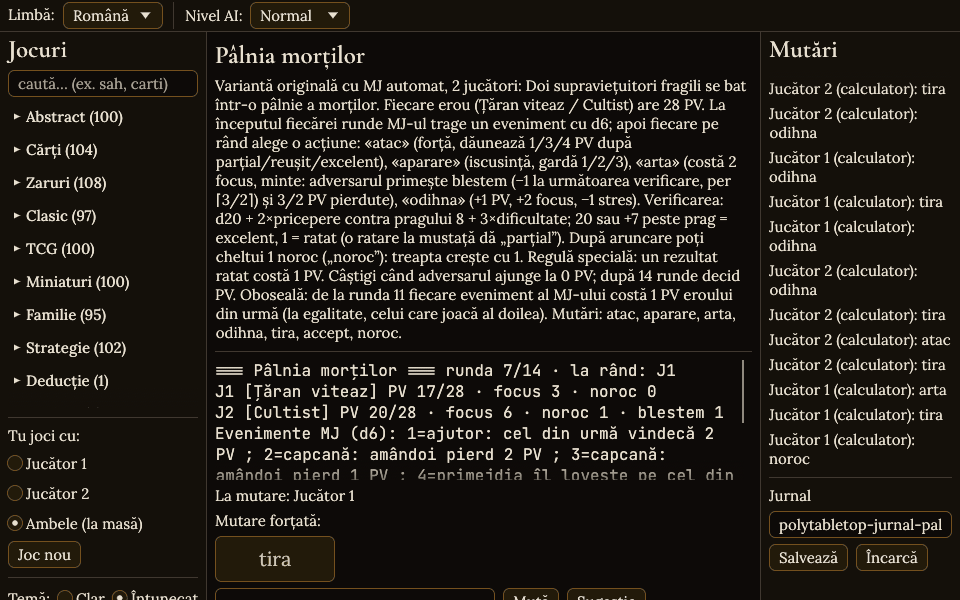 Limbă: Română ▼ Nivel AI: Normal ▼
Jocuri
caută... (ex. sah, carti)
▸ Abstract (100)
▸ Cărți (104)
▸ Zaruri (108)
▸ Clasic (97)
▸ TCG (100)
▸ Miniaturi (100)
▸ Familie (95)
▸ Strategie (102)
▸ Deducție (1)
Tu joci cu:
Jucător 1
Jucător 2
Ambele (la masă)
Joc nou
Temă: Clar Întunecat
Pâlnia morților
Variantă originală cu MJ automat, 2 jucători: Doi supraviețuitori fragili se bat
într-o pâlnie a morților. Fiecare erou (Țăran viteaz / Cultist) are 28 PV. La
începutul fiecărei runde MJ-ul trage un eveniment cu d6; apoi fiecare pe
rând alege o acțiune: «atac» (forță, dăunează 1/3/4 PV după
parțial/reușit/excelent), «aparare» (iscusință, gardă 1/2/3), «arta» (costă 2
focus, minte: adversarul primește blestem (−1 la următoarea verificare, per
⌈3/2⌉) și 3/2 PV pierdute), «odihna» (+1 PV, +2 focus, −1 stres). Verificarea:
d20 + 2×pricepere contra pragului 8 + 3×dificultate; 20 sau +7 peste prag =
excelent, 1 = ratat (o ratare la mustață dă „parțial”). După aruncare poți
cheltui 1 noroc („noroc”): treapta crește cu 1. Regulă specială: un rezultat
ratat costă 1 PV. Câștigi când adversarul ajunge la 0 PV; după 14 runde decid
PV. Oboseală: de la runda 11 fiecare eveniment al MJ-ului costă 1 PV eroului
din urmă (la egalitate, celui care joacă al doilea). Mutări: atac, aparare, arta,
odihna, tira, accept, noroc.
═══ Pâlnia morților ═══ runda 7/14 · la rând: J1
J1 [Țăran viteaz] PV 17/28 · focus 3 · noroc 0
J2 [Cultist] PV 20/28 · focus 6 · noroc 1 · blestem 1
Evenimente MJ (d6): 1=ajutor: cel din urmă vindecă 2
PV ; 2=capcană: amândoi pierd 2 PV ; 3=capcană:
amândoi pierd 1 PV ; 4=primejdia îl lovește pe cel din
La mutare: Jucător 1
Mutare forțată:
tira
Mută Sugestie
Mutări
Jucător 2 (calculator): tira
Jucător 2 (calculator):
odihna
Jucător 1 (calculator):
odihna
Jucător 1 (calculator): tira
Jucător 1 (calculator):
odihna
Jucător 2 (calculator):
odihna
Jucător 2 (calculator): tira
Jucător 2 (calculator): atac
Jucător 2 (calculator): tira
Jucător 1 (calculator): arta
Jucător 1 (calculator): tira
Jucător 1 (calculator):
noroc
Jurnal
polytabletop-jurnal-pal
Salvează Încarcă